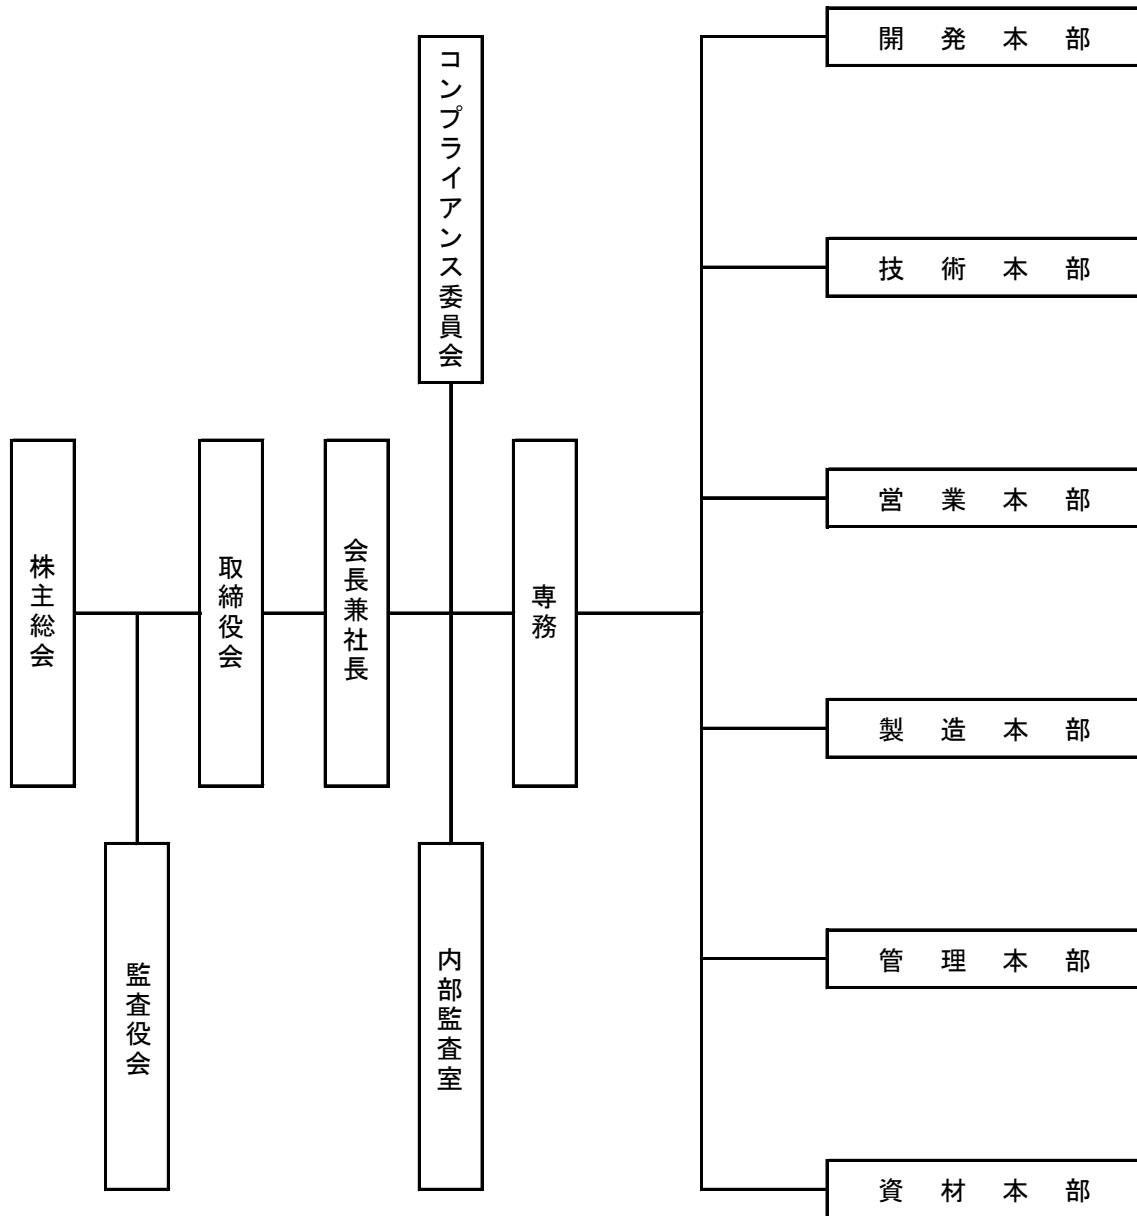 株主総会
監査役会
取締役会
会長兼社長
コンプライアンス委員会
内部監査室
専務
開発本部
技術本部
営業本部
製造本部
管理本部
資材本部